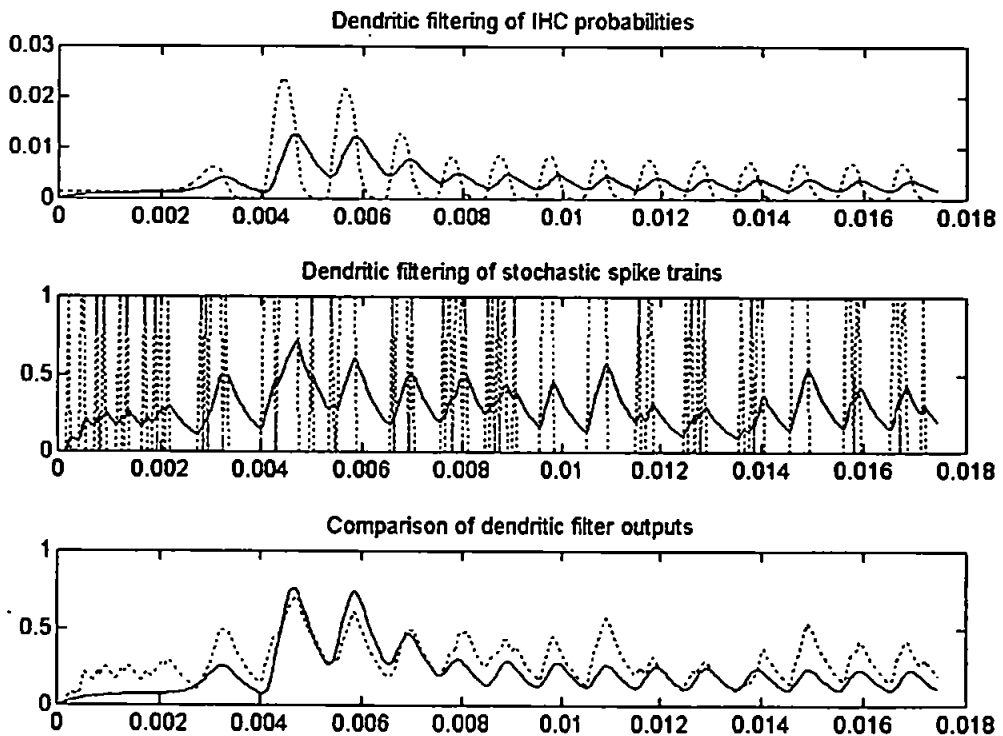 Dendritic filtering of IHC probabilities
0.03
0.02
0.01
0
0 0.002 0.004 0.006 0.008 0.01 0.012 0.014 0.016 0.018
Dendritic filtering of stochastic spike trains
1
0.5
0
0 0.002 0.004 0.006 0.008 0.01 0.012 0.014 0.016 0.018
Comparison of dendritic filter outputs
1
0.5
0
0 0.002 0.004 0.006 0.008 0.01 0.012 0.014 0.016 0.018